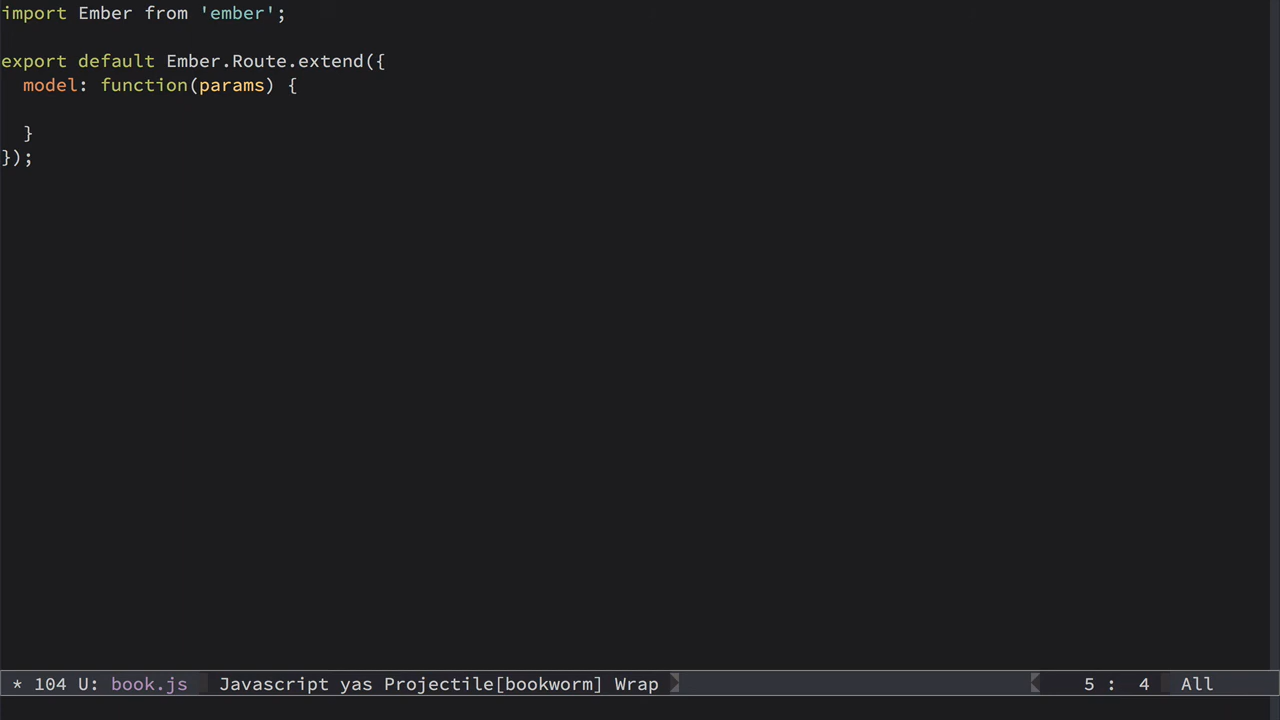 import Ember from 'ember';
export default Ember.Route.extend({
  model: function(params) {
  }
});
* 104 U: book.js Javascript yas Projectile[bookworm] Wrap 5 : 4 All